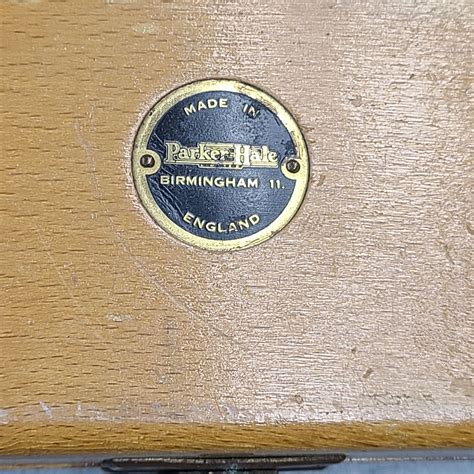 MADE IN
Parker-Hale
BIRMINGHAM 11.
ENGLAND